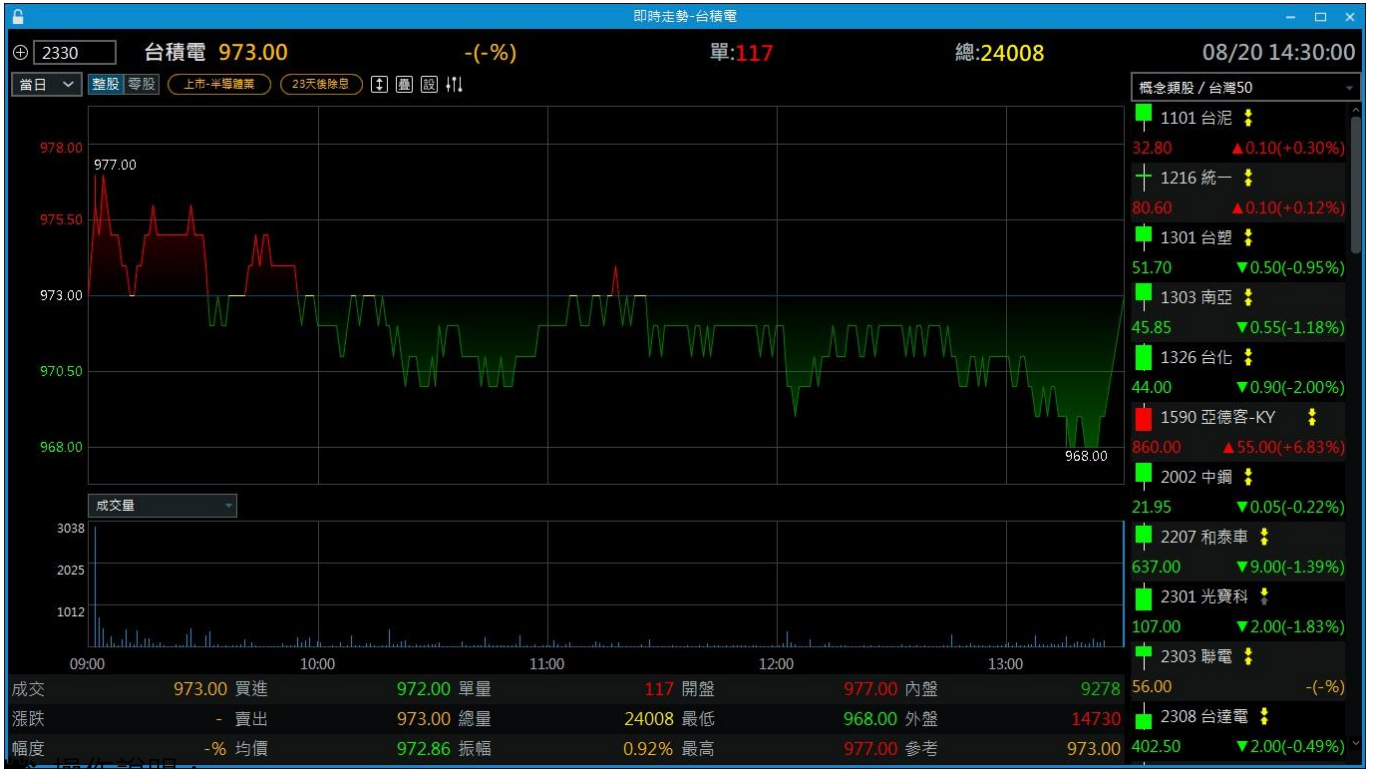 即時走勢-台積電
2330 台積電 973.00 -(-%) 單:117 總:24008 08/20 14:30:00
當日 整股 零股 上市-半導體業 23天後除息 疊 設 概念類股 / 台灣50
978.00
977.00
975.50
973.00
970.50
968.00
968.00
成交量
3038
2025
1012
09:00 10:00 11:00 12:00 13:00
成交 973.00 買進 972.00 單量 117 開盤 977.00 內盤 9278
漲跌 - 賣出 973.00 總量 24008 最低 968.00 外盤 14730
幅度 -% 均價 972.86 振幅 0.92% 最高 977.00 參考 973.00
1101 台泥
32.80 ▲0.10(+0.30%)
1216 統一
80.60 ▲0.10(+0.12%)
1301 台塑
51.70 ▼0.50(-0.95%)
1303 南亞
45.85 ▼0.55(-1.18%)
1326 台化
44.00 ▼0.90(-2.00%)
1590 亞德客-KY
860.00 ▲55.00(+6.83%)
2002 中鋼
21.95 ▼0.05(-0.22%)
2207 和泰車
637.00 ▼9.00(-1.39%)
2301 光寶科
107.00 ▼2.00(-1.83%)
2303 聯電
56.00 -(-%)
2308 台達電
402.50 ▼2.00(-0.49%)